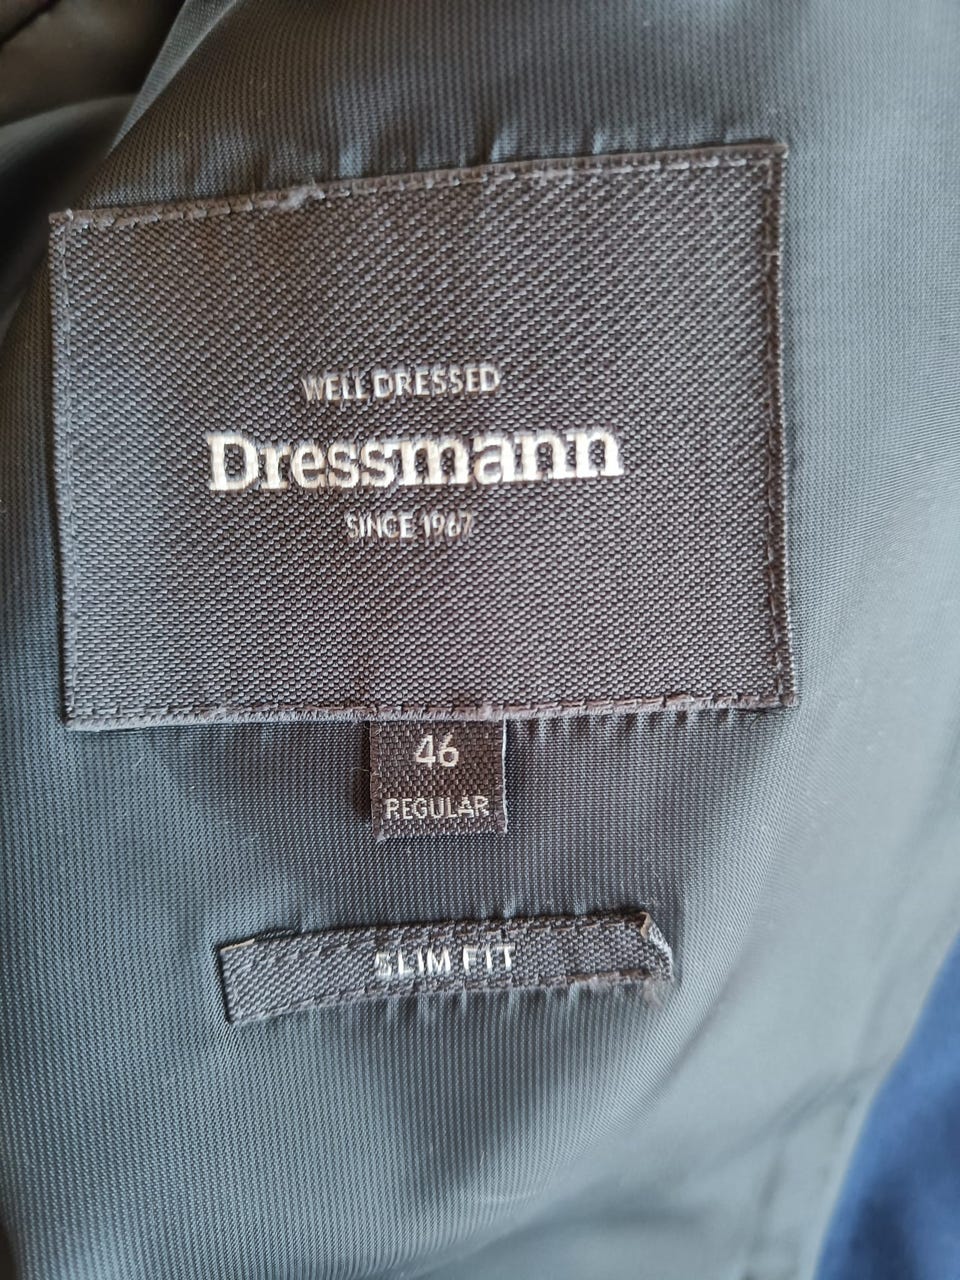 WELL DRESSED
Dressmann
SINCE 1967
46
REGULAR
SLIM FIT